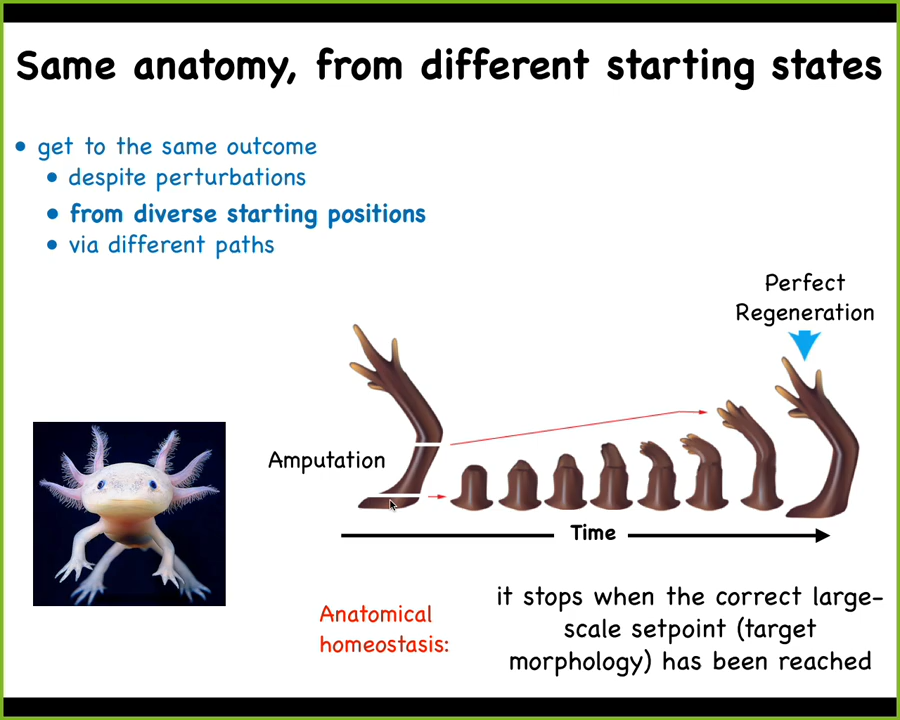 Same anatomy, from different starting states
• get to the same outcome
• despite perturbations
• from diverse starting positions
• via different paths
Perfect
Regeneration
Amputation
Time
Anatomical
homeostasis:
it stops when the correct large-
scale setpoint (target
morphology) has been reached